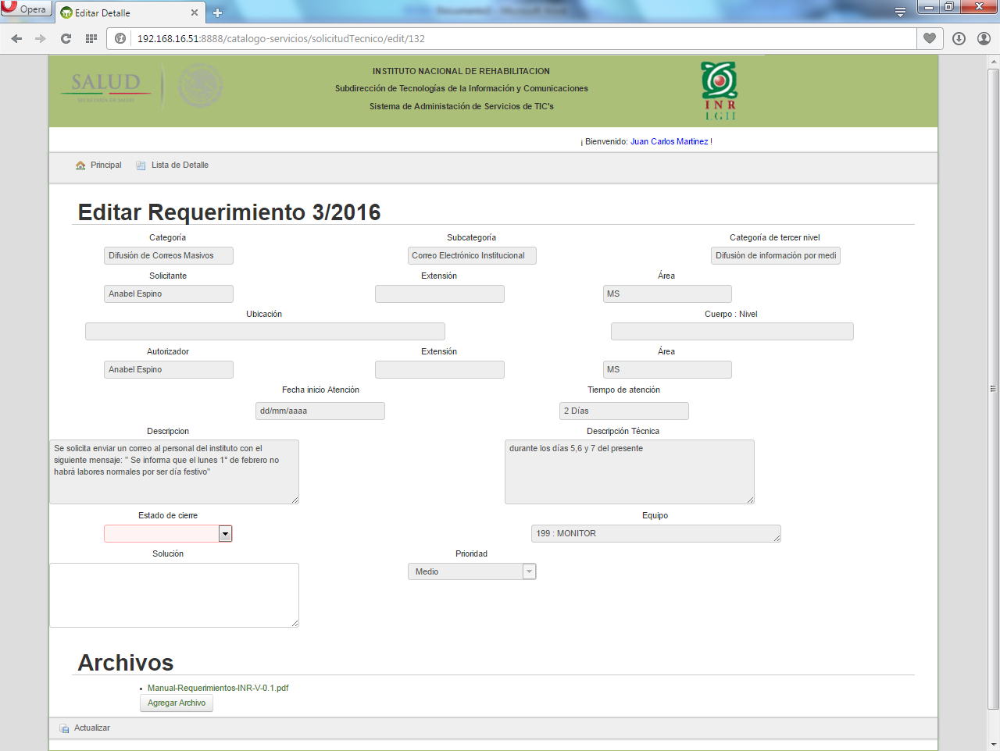 Opera
Editar Detalle
192.168.16.51:8888/catalogo-servicios/solicitudTecnico/edit/132
SALUD
SECRETARÍA DE SALUD
INSTITUTO NACIONAL DE REHABILITACION
Subdirección de Tecnologías de la Información y Comunicaciones
Sistema de Administación de Servicios de TIC's
INR
LGII
¡ Bienvenido: Juan Carlos Martinez !
Principal
Lista de Detalle
Editar Requerimiento 3/2016
Categoría
Subcategoría
Categoría de tercer nivel
Difusión de Correos Masivos
Correo Electrónico Institucional
Difusión de información por medi
Solicitante
Extensión
Área
Anabel Espino
MS
Ubicación
Cuerpo : Nivel
Autorizador
Extensión
Área
Anabel Espino
MS
Fecha inicio Atención
Tiempo de atención
dd/mm/aaaa
2 Días
Descripcion
Descripción Técnica
Se solicita enviar un correo al personal del instituto con el
siguiente mensaje: " Se informa que el lunes 1° de febrero no
habrá labores normales por ser día festivo"
durante los días 5,6 y 7 del presente
Estado de cierre
Equipo
199 : MONITOR
Solución
Prioridad
Medio
Archivos
Manual-Requerimientos-INR-V-0.1.pdf
Agregar Archivo
Actualizar